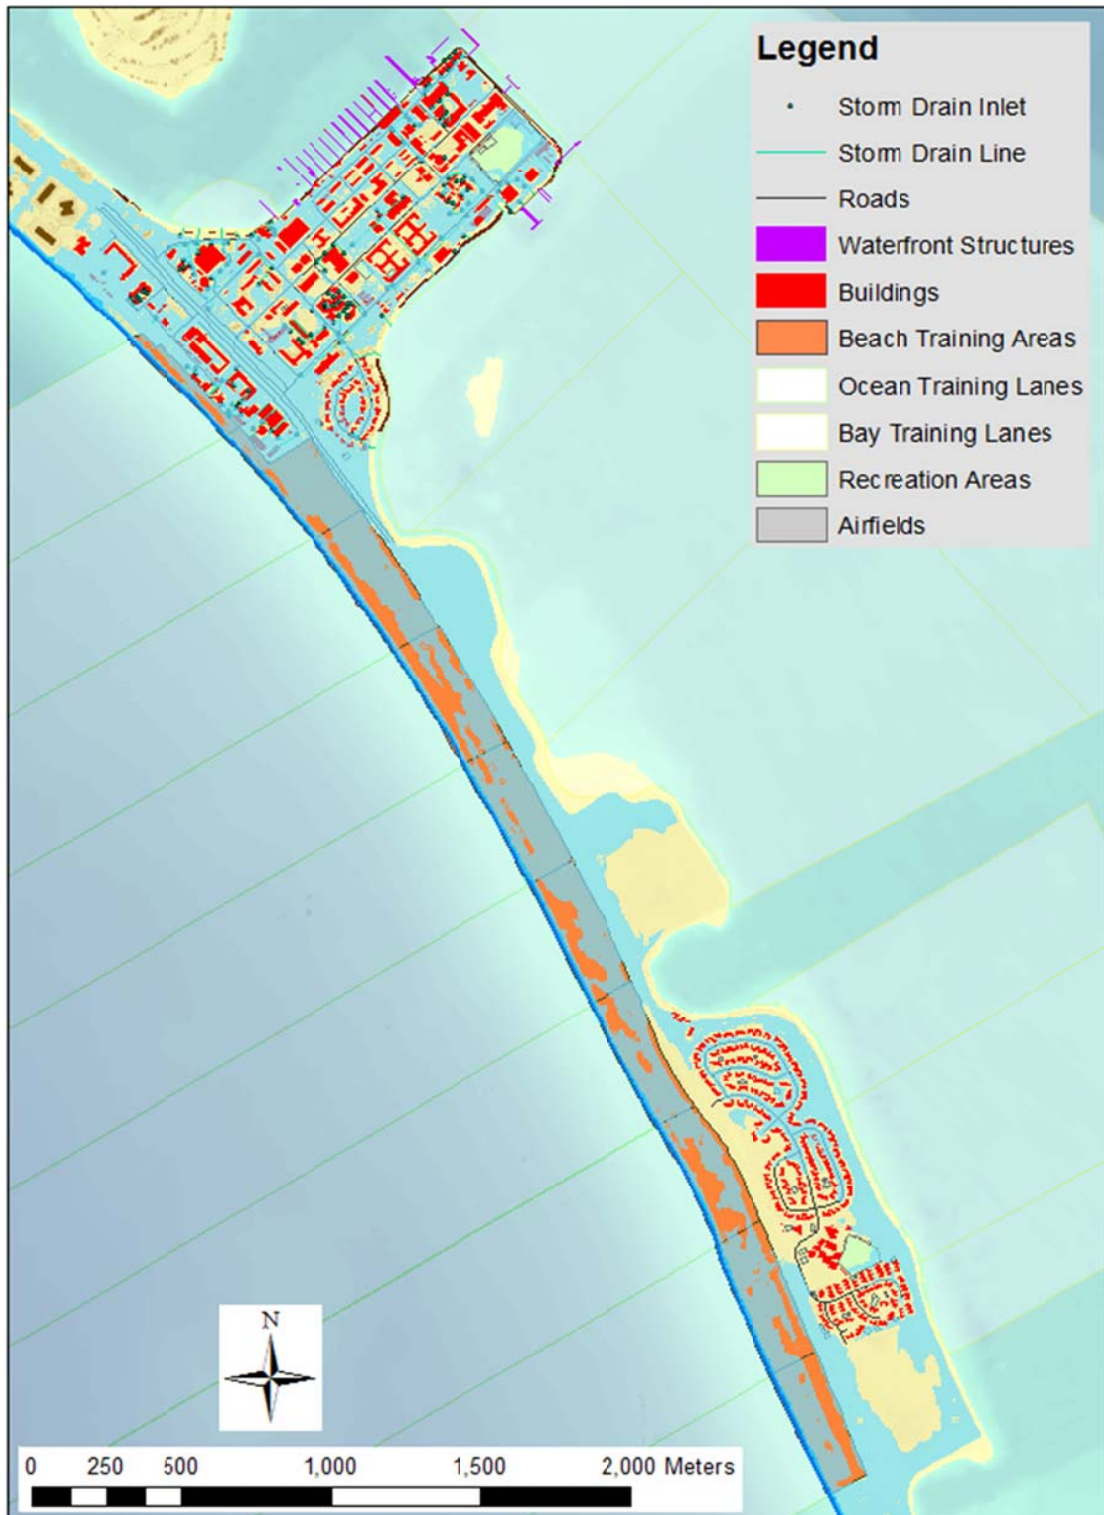 Legend
Storm Drain Inlet
Storm Drain Line
Roads
Waterfront Structures
Buildings
Beach Training Areas
Ocean Training Lanes
Bay Training Lanes
Recreation Areas
Airfields
N
0 250 500 1,000 1,500 2,000 Meters